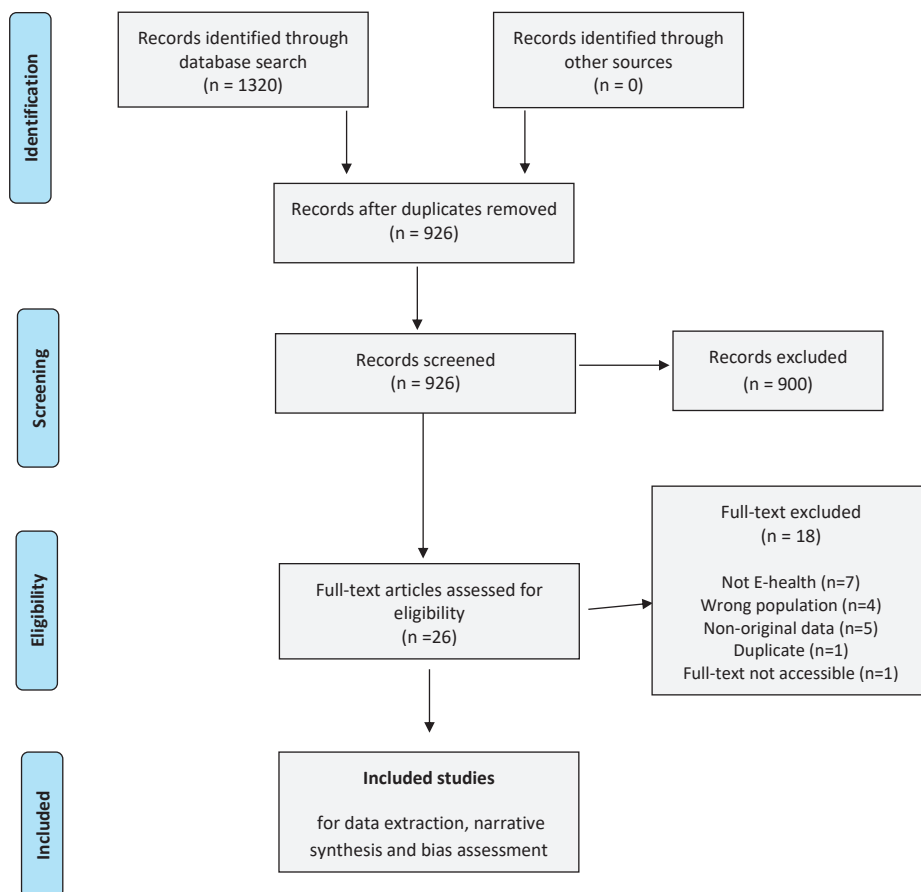 Identification
Records identified through
database search
(n = 1320)
Records identified through
other sources
(n = 0)
Records after duplicates removed
(n = 926)
Screening
Records screened
(n = 926)
Records excluded
(n = 900)
Eligibility
Full-text articles assessed for
eligibility
(n =26)
Full-text excluded
(n = 18)
Not E-health (n=7)
Wrong population (n=4)
Non-original data (n=5)
Duplicate (n=1)
Full-text not accessible (n=1)
Included
Included studies
for data extraction, narrative
synthesis and bias assessment